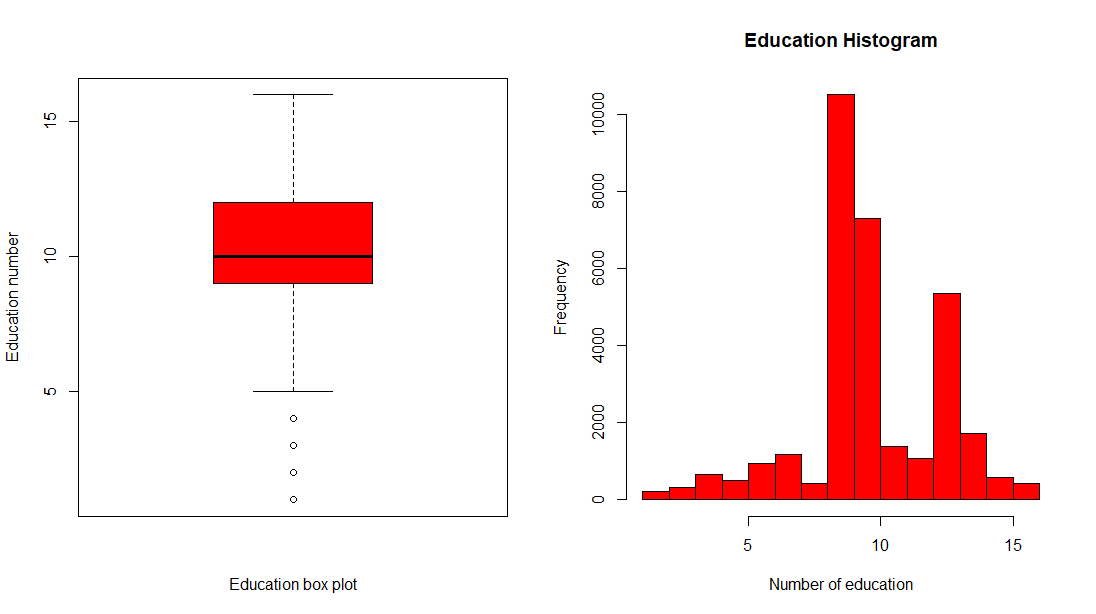 Education number
5
10
15
Education box plot
Education Histogram
Frequency
0
2000
4000
6000
8000
10000
5 10 15
Number of education